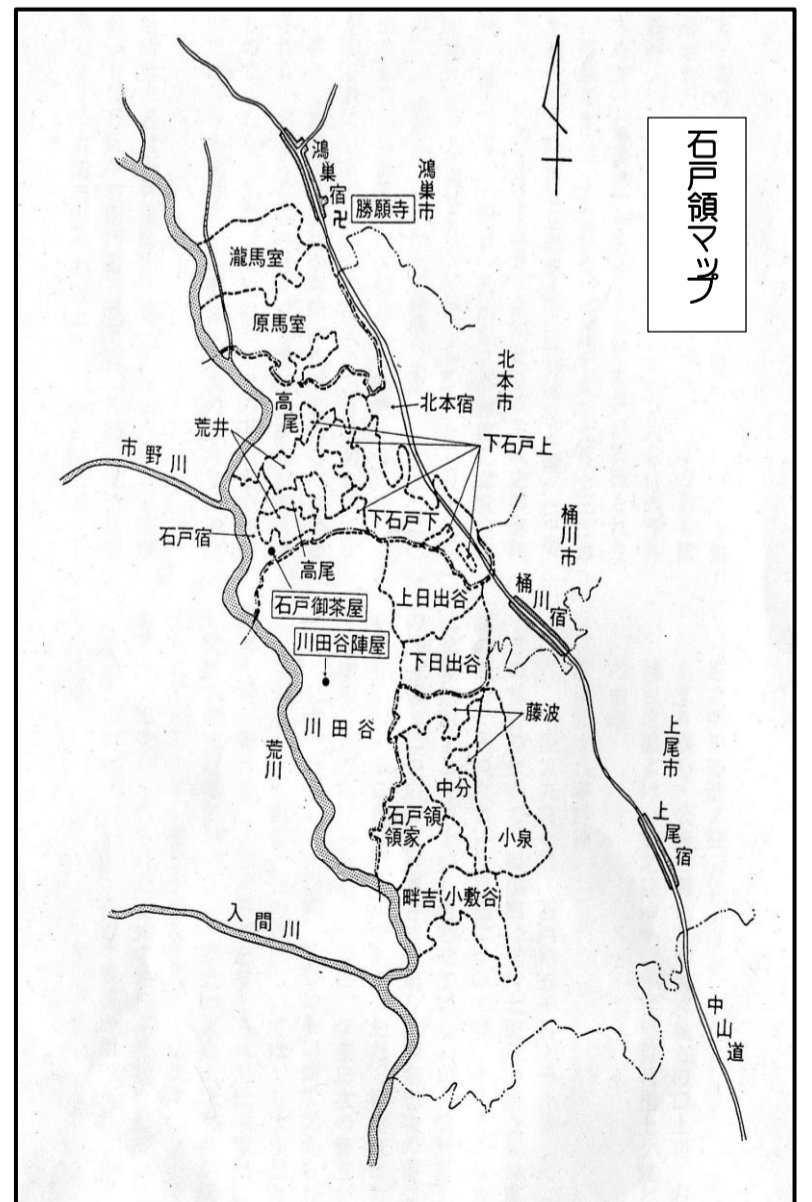 石戸領マップ
鴻巣宿
卍
勝願寺
鴻巣市
瀧馬室
原馬室
北本市
高尾
北本宿
荒井
下石戸上
市野川
下石戸下
石戸宿
桶川市
高尾
桶川宿
石戸御茶屋
上日出谷
川田谷陣屋
下日出谷
藤波
川田谷
荒川
上尾市
中分
石戸領
領家
小泉
上尾宿
畔吉
小敷谷
入間川
中山道